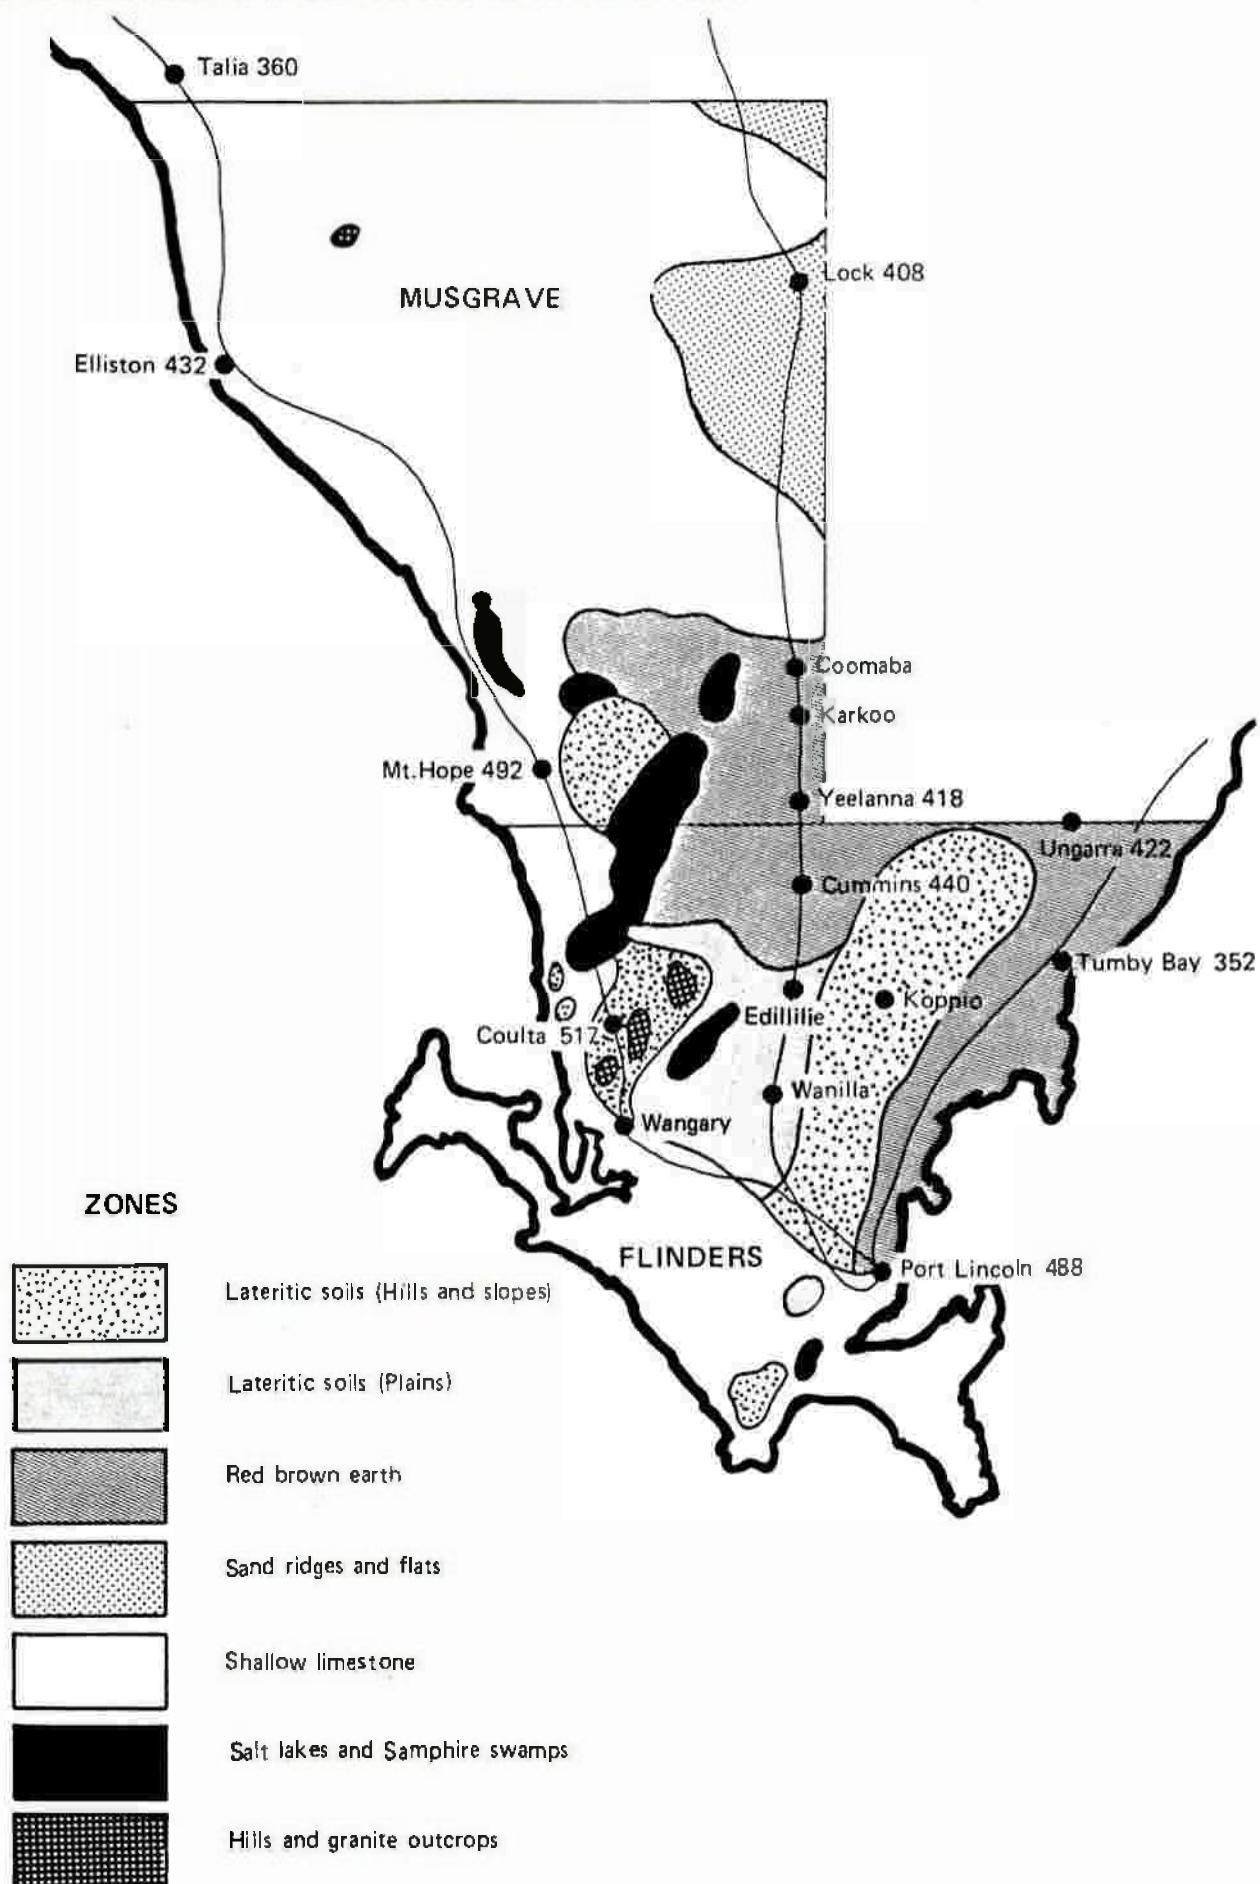 Talia 360
Lock 408
MUSGRAVE
Elliston 432
Coomaba
Karkoo
Mt.Hope 492
Yeelanna 418
Ungarra 422
Cummins 440
Tumby Bay 352
Koppio
Edillilie
Coulta 517
Wanilla
Wangary
ZONES
FLINDERS
Port Lincoln 488
Lateritic soils (Hills and slopes)
Lateritic soils (Plains)
Red brown earth
Sand ridges and flats
Shallow limestone
Salt lakes and Samphire swamps
Hills and granite outcrops